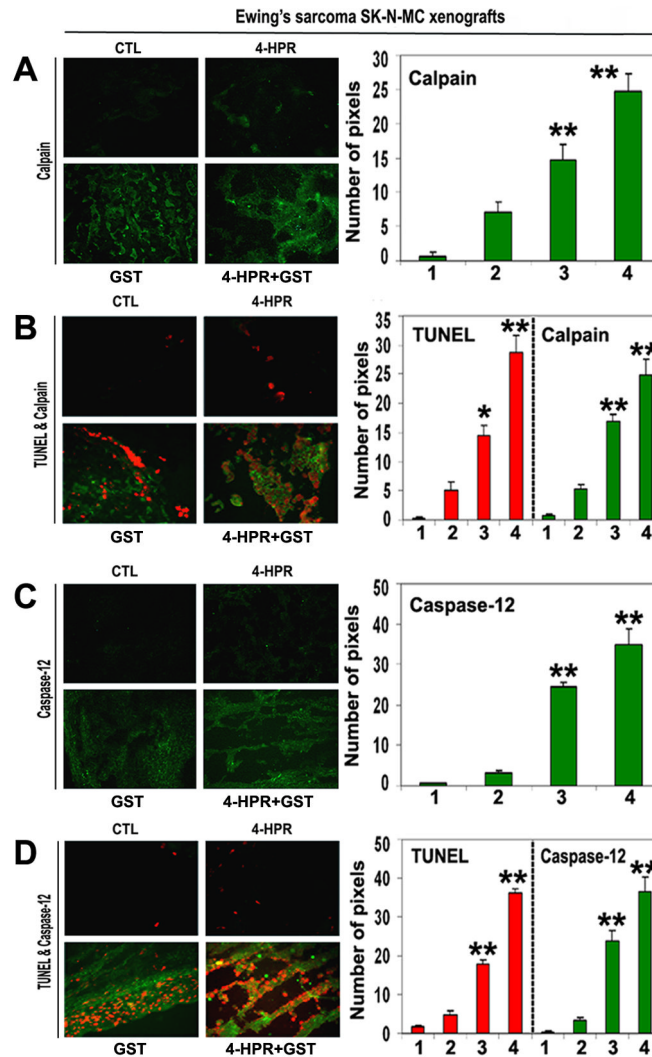 Ewing's sarcoma SK-N-MC xenografts
A
CTL
4-HPR
Calpain
GST
4-HPR+GST
Number of pixels
Calpain
30
25
20
15
10
5
0
**
**
1 2 3 4
B
CTL
4-HPR
TUNEL & Calpain
GST
4-HPR+GST
Number of pixels
TUNEL
Calpain
35
30
25
20
15
10
5
0
*
**
**
**
1 2 3 4 1 2 3 4
C
CTL
4-HPR
Caspase-12
GST
4-HPR+GST
Number of pixels
Caspase-12
50
40
30
20
10
0
**
**
1 2 3 4
D
CTL
4-HPR
TUNEL & Caspase-12
GST
4-HPR+GST
Number of pixels
TUNEL
Caspase-12
50
40
30
20
10
0
**
**
**
**
1 2 3 4 1 2 3 4